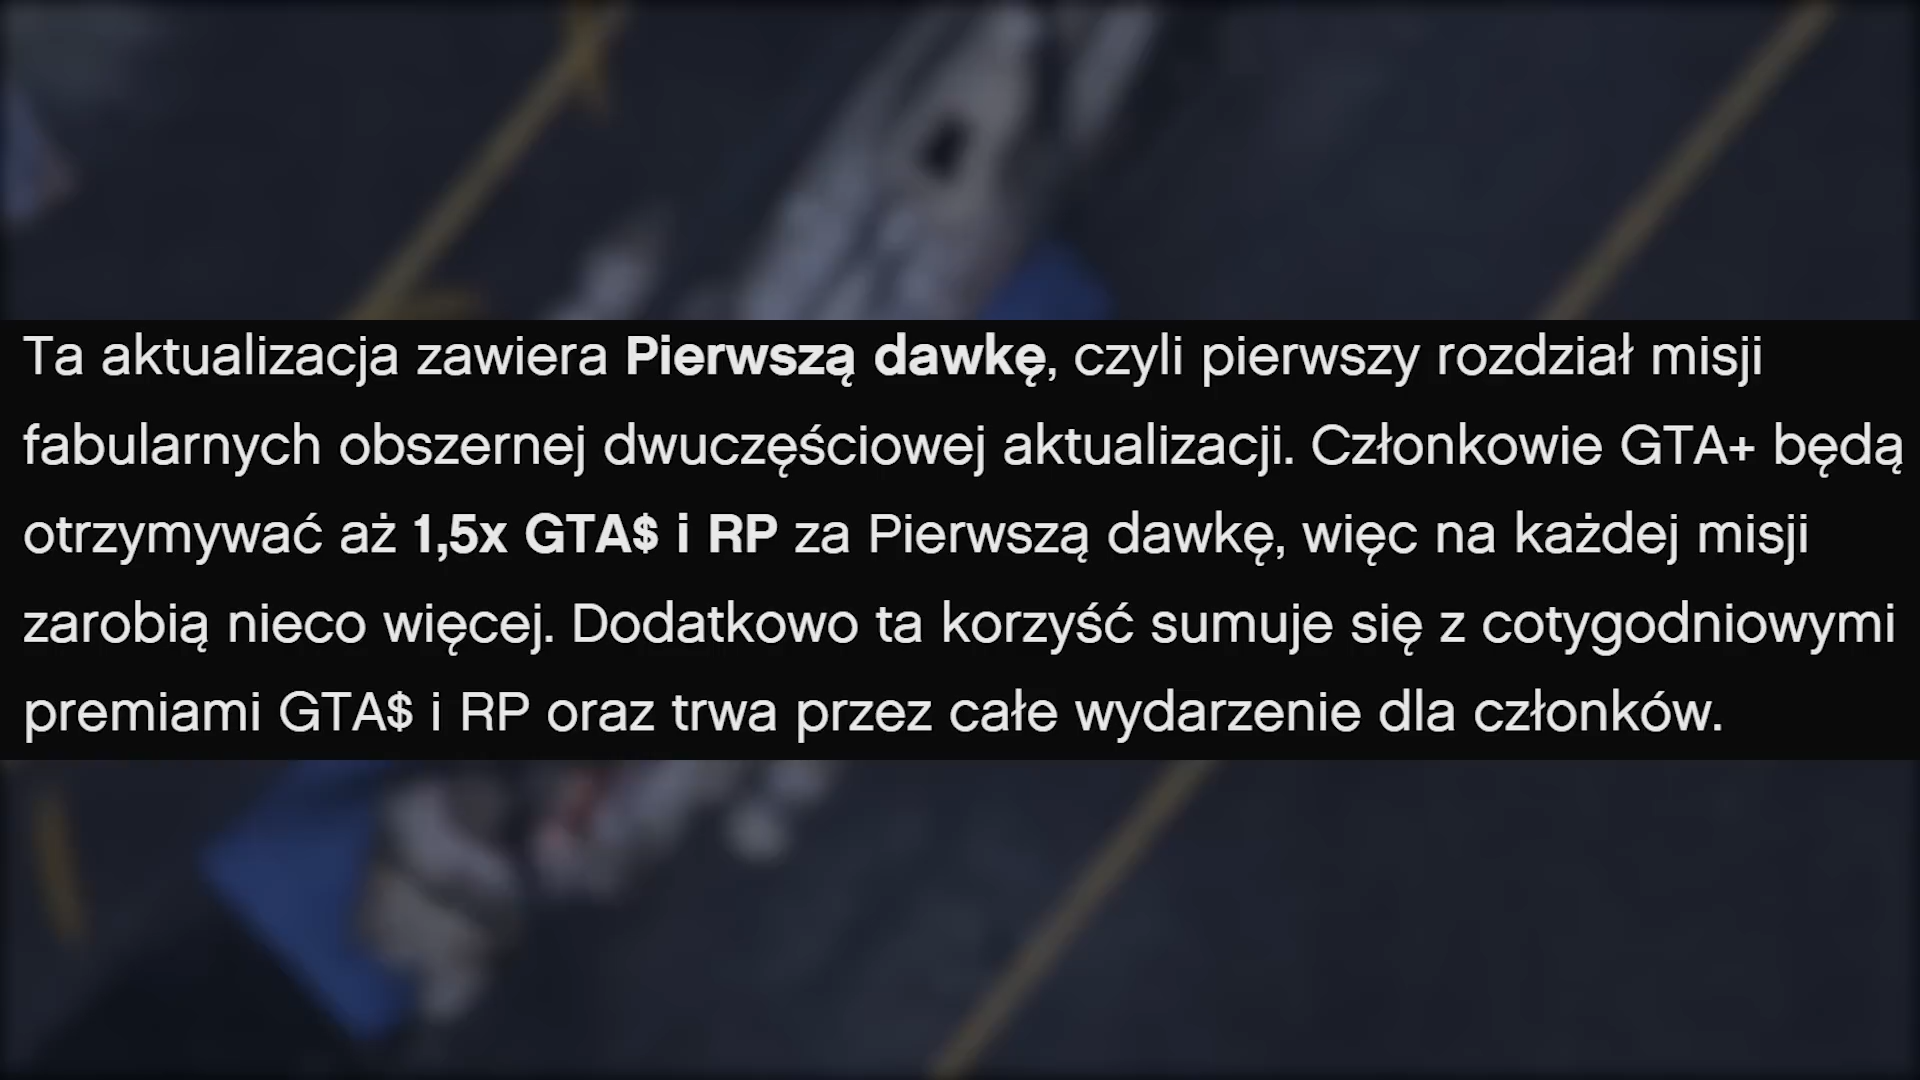 Ta aktualizacja zawiera Pierwszą dawkę, czyli pierwszy rozdział misji
fabularnych obszernej dwuczęściowej aktualizacji. Członkowie GTA+ będą
otrzymywać aż 1,5x GTA$ i RP za Pierwszą dawkę, więc na każdej misji
zarobią nieco więcej. Dodatkowo ta korzyść sumuje się z cotygodniowymi
premiami GTA$ i RP oraz trwa przez całe wydarzenie dla członków.